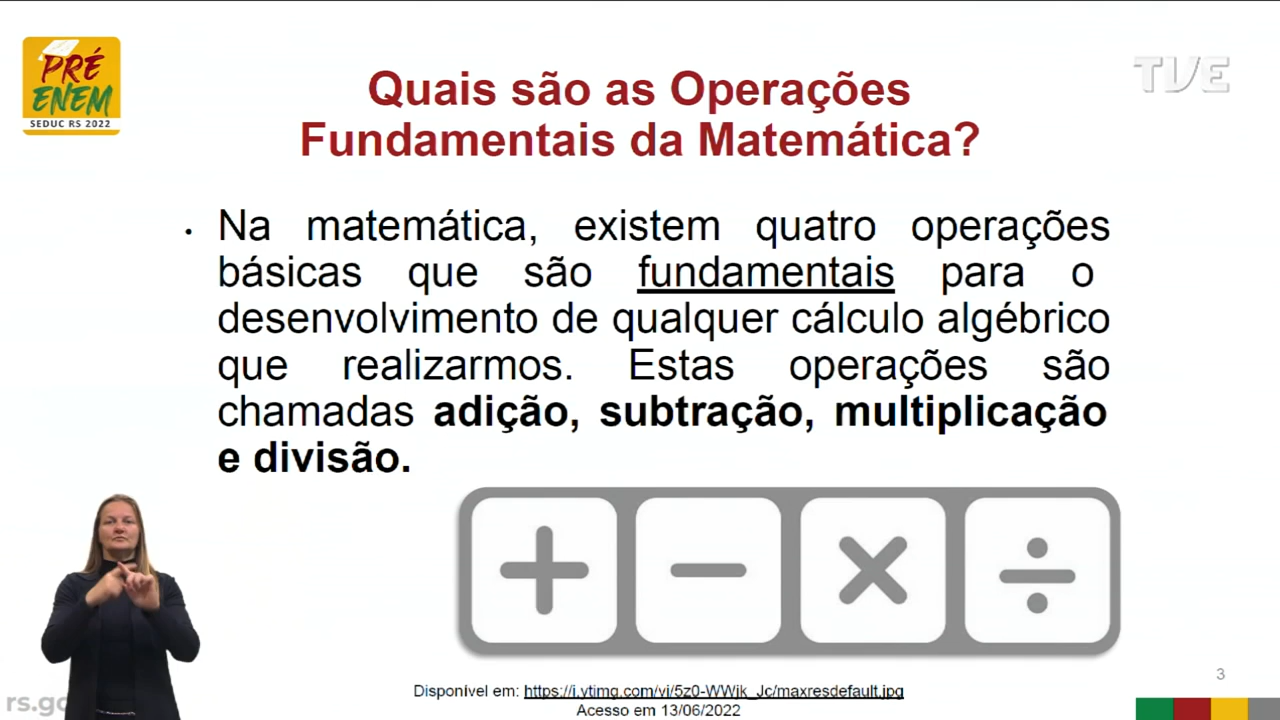 PRÉ
ENEM
SEDUC RS 2022
TVE
Quais são as Operações
Fundamentais da Matemática?
• Na matemática, existem quatro operações
básicas que são fundamentais para o
desenvolvimento de qualquer cálculo algébrico
que realizarmos. Estas operações são
chamadas adição, subtração, multiplicação
e divisão.
+ − × ÷
Disponível em: https://i.ytimg.com/vi/5z0-WWjk_Jc/maxresdefault.jpg
Acesso em 13/06/2022
3
rs.go